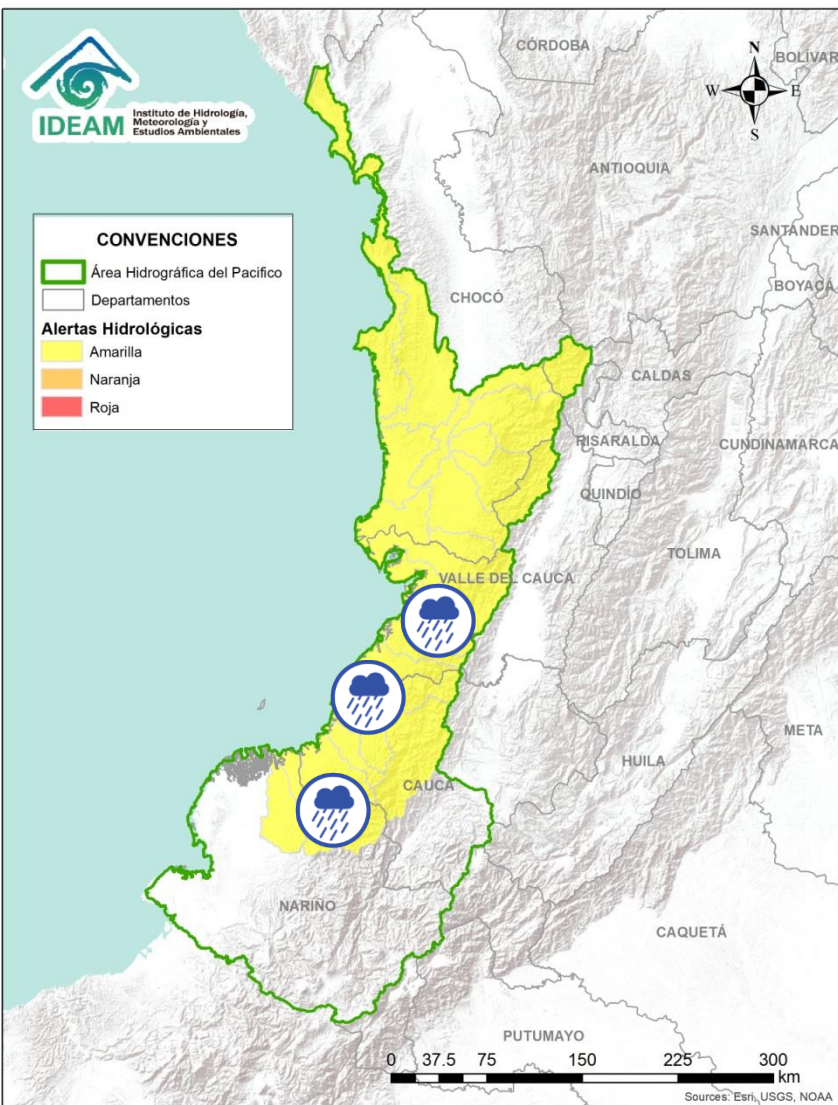 IDEAM
Instituto de Hidrología,
Meteorología y
Estudios Ambientales
CÓRDOBA
BOLÍVAR
N
W
E
S
ANTIOQUIA
SANTANDER
BOYACÁ
CONVENCIONES
Área Hidrográfica del Pacifico
Departamentos
Alertas Hidrológicas
Amarilla
Naranja
Roja
CHOCÓ
CALDAS
RISARALDA
CUNDINAMARCA
QUINDÍO
TOLIMA
VALLE DEL CAUCA
META
HUILA
CAUCA
NARIÑO
CAQUETÁ
PUTUMAYO
0 37.5 75 150 225 300
km
Sources: Esri, USGS, NOAA